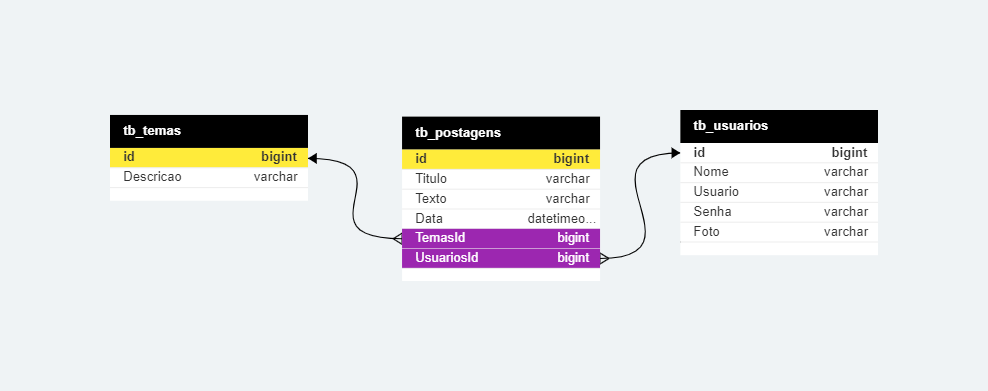 tb_temas
id bigint
Descricao varchar
tb_postagens
id bigint
Titulo varchar
Texto varchar
Data datetimeo...
TemasId bigint
UsuariosId bigint
tb_usuarios
id bigint
Nome varchar
Usuario varchar
Senha varchar
Foto varchar